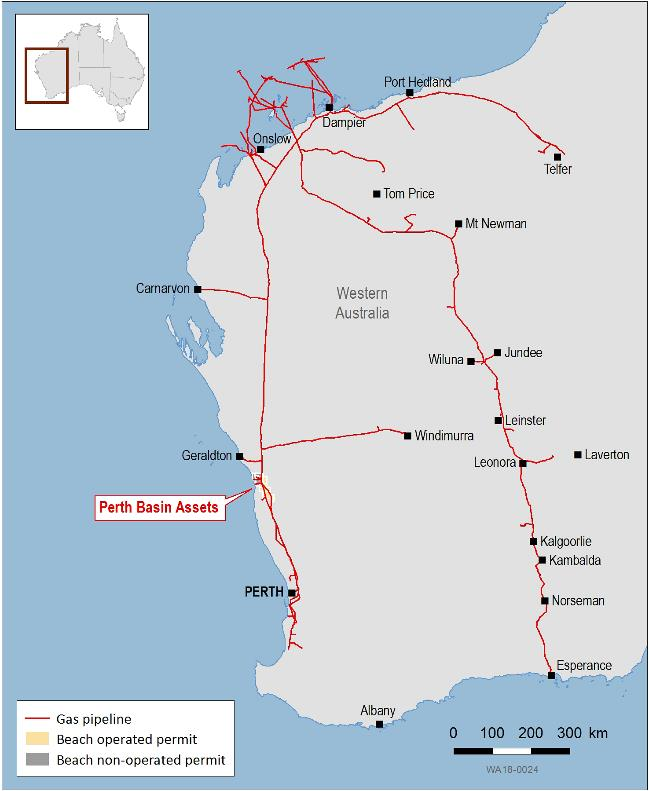 Port Hedland
Dampier
Onslow
Telfer
Tom Price
Mt Newman
Carnarvon
Western
Australia
Wiluna
Jundee
Leinster
Windimurra
Geraldton
Leonora
Laverton
Perth Basin Assets
Kalgoorlie
Kambalda
PERTH
Norseman
Esperance
Albany
Gas pipeline
Beach operated permit
Beach non-operated permit
0 100 200 300 km
WA18-0024